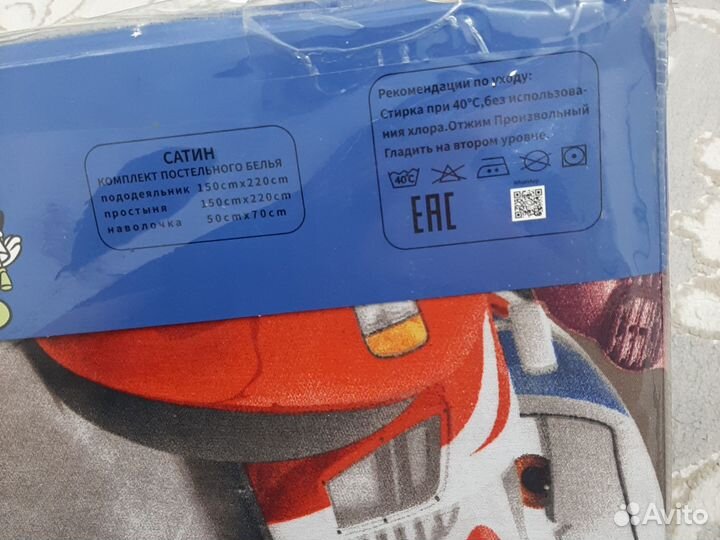 САТИН
КОМПЛЕКТ ПОСТЕЛЬНОГО БЕЛЬЯ
пододеяльник 150cmx220cm
простыня 150cmx220cm
наволочка 50cmx70cm
Рекомендации по уходу:
Стирка при 40°C,без использова-
ния хлора.Отжим Произвольный
Гладить на втором уровне.
40°C
WhatsApp
EAC
Avito